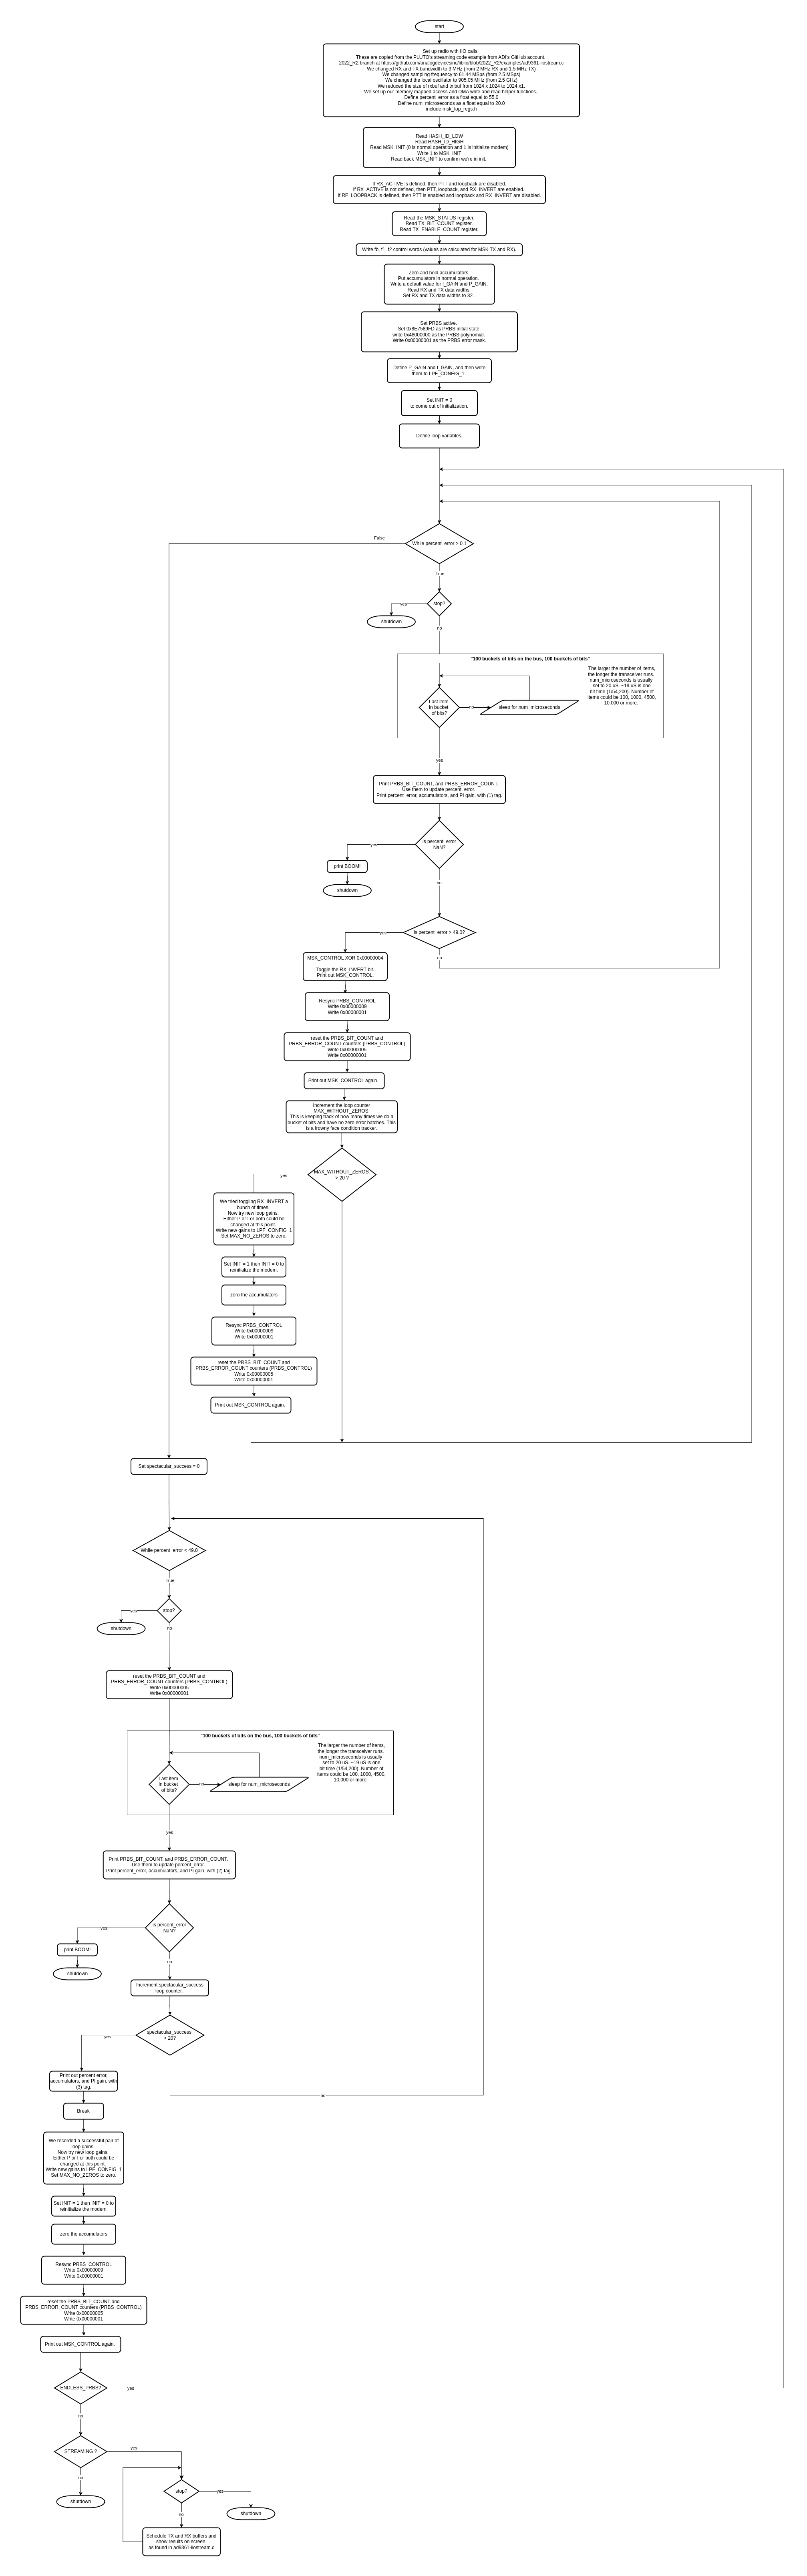 start
Set up radio with IIO calls.
These are copied from the PLUTO's streaming code example from ADI's GitHub account.
2022_R2 branch at https://github.com/analogdevicesinc/libiio/blob/2022_R2/examples/ad9361-iiostream.c
We changed RX and TX bandwidth to 3 MHz (from 2 MHz RX and 1.5 MHz TX)
We changed sampling frequency to 61.44 MSps (from 2.5 MSps)
We changed the local oscillator to 905.05 MHz (from 2.5 GHz)
We reduced the size of rxbuf and tx buf from 1024 x 1024 to 1024 x1.
We set up our memory mapped access and DMA write and read helper functions.
Define percent_error as a float equal to 55.0
Define num_microseconds as a float equal to 20.0
include msk_top_regs.h
Read HASH_ID_LOW
Read HASH_ID_HIGH
Read MSK_INIT (0 is normal operation and 1 is initialize modem)
Write 1 to MSK_INIT
Read back MSK_INIT to confirm we're in init.
If RX_ACTIVE is defined, then PTT and loopback are disabled.
If RX_ACTIVE is not defined, then PTT, loopback, and RX_INVERT are enabled.
If RF_LOOPBACK is defined, then PTT is enabled and loopback and RX_INVERT are disabled.
Read the MSK_STATUS register.
Read TX_BIT_COUNT register.
Read TX_ENABLE_COUNT register.
Write fb, f1, f2 control words (values are calculated for MSK TX and RX).
Zero and hold accumulators.
Put accumulators in normal operation.
Write a default value for I_GAIN and P_GAIN.
Read RX and TX data widths.
Set RX and TX data widths to 32.
Set PRBS active.
Set 0x8E7589FD as PRBS initial state.
write 0x48000000 as the PRBS polynomial.
Write 0x00000001 as the PRBS error mask.
Define P_GAIN and I_GAIN, and then write
them to LPF_CONFIG_1.
Set INIT = 0
to come out of initialization.
Define loop variables.
While percent_error > 0.1
False
True
stop?
yes
shutdown
no
"100 buckets of bits on the bus, 100 buckets of bits"
The larger the number of items,
the longer the transceiver runs.
num_microseconds is usually
set to 20 uS. ~19 uS is one
bit time (1/54,200). Number of
items could be 100, 1000, 4500,
10,000 or more.
Last item
in bucket
of bits?
no
sleep for num_microseconds
yes
Print PRBS_BIT_COUNT, and PRBS_ERROR_COUNT.
Use them to update percent_error.
Print percent_error, accumulators, and PI gain, with (1) tag.
is percent_error
NaN?
yes
print BOOM!
shutdown
no
is percent_error > 49.0?
yes
no
MSK_CONTROL XOR 0x00000004
Toggle the RX_INVERT bit.
Print out MSK_CONTROL.
Resync PRBS_CONTROL
Write 0x00000009
Write 0x00000001
reset the PRBS_BIT_COUNT and
PRBS_ERROR_COUNT counters (PRBS_CONTROL)
Write 0x00000005
Write 0x00000001
Print out MSK_CONTROL again.
Increment the loop counter
MAX_WITHOUT_ZEROS.
This is keeping track of how many times we do a
bucket of bits and have no zero error batches. This
is a frowny face condition tracker.
MAX_WITHOUT_ZEROS
> 20 ?
yes
We tried toggling RX_INVERT a
bunch of times.
Now try new loop gains.
Either P or I or both could be
changed at this point.
Write new gains to LPF_CONFIG_1
Set MAX_NO_ZEROS to zero.
Set INIT = 1 then INIT = 0 to
reinitialize the modem.
zero the accumulators
Resync PRBS_CONTROL
Write 0x00000009
Write 0x00000001
reset the PRBS_BIT_COUNT and
PRBS_ERROR_COUNT counters (PRBS_CONTROL)
Write 0x00000005
Write 0x00000001
Print out MSK_CONTROL again.
Set spectacular_success = 0
While percent_error < 49.0
True
stop?
yes
shutdown
no
reset the PRBS_BIT_COUNT and
PRBS_ERROR_COUNT counters (PRBS_CONTROL)
Write 0x00000005
Write 0x00000001
"100 buckets of bits on the bus, 100 buckets of bits"
The larger the number of items,
the longer the transceiver runs.
num_microseconds is usually
set to 20 uS. ~19 uS is one
bit time (1/54,200). Number of
items could be 100, 1000, 4500,
10,000 or more.
Last item
in bucket
of bits?
no
sleep for num_microseconds
yes
Print PRBS_BIT_COUNT, and PRBS_ERROR_COUNT.
Use them to update percent_error.
Print percent_error, accumulators, and PI gain, with (2) tag.
is percent_error
NaN?
yes
print BOOM!
shutdown
no
Increment spectacular_success
loop counter.
spectacular_success
> 20?
yes
no
Print out percent error,
accumulators, and PI gain, with
(3) tag.
Break
We recorded a successful pair of
loop gains.
Now try new loop gains.
Either P or I or both could be
changed at this point.
Write new gains to LPF_CONFIG_1
Set MAX_NO_ZEROS to zero.
Set INIT = 1 then INIT = 0 to
reinitialize the modem.
zero the accumulators
Resync PRBS_CONTROL
Write 0x00000009
Write 0x00000001
reset the PRBS_BIT_COUNT and
PRBS_ERROR_COUNT counters (PRBS_CONTROL)
Write 0x00000005
Write 0x00000001
Print out MSK_CONTROL again.
ENDLESS_PRBS?
yes
no
STREAMING ?
yes
no
shutdown
stop?
yes
shutdown
no
Schedule TX and RX buffers and
show results on screen,
as found in ad9361-iiostream.c